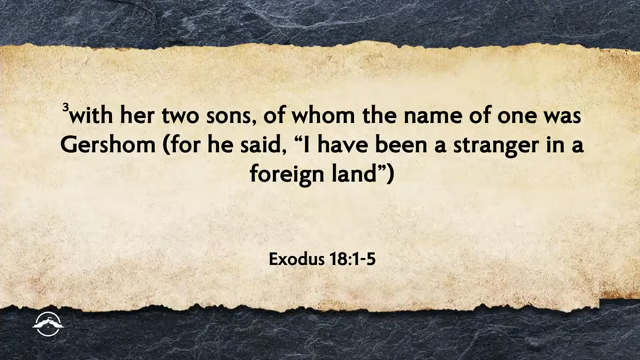 ³with her two sons, of whom the name of one was
Gershom (for he said, “I have been a stranger in a
foreign land”)
Exodus 18:1-5